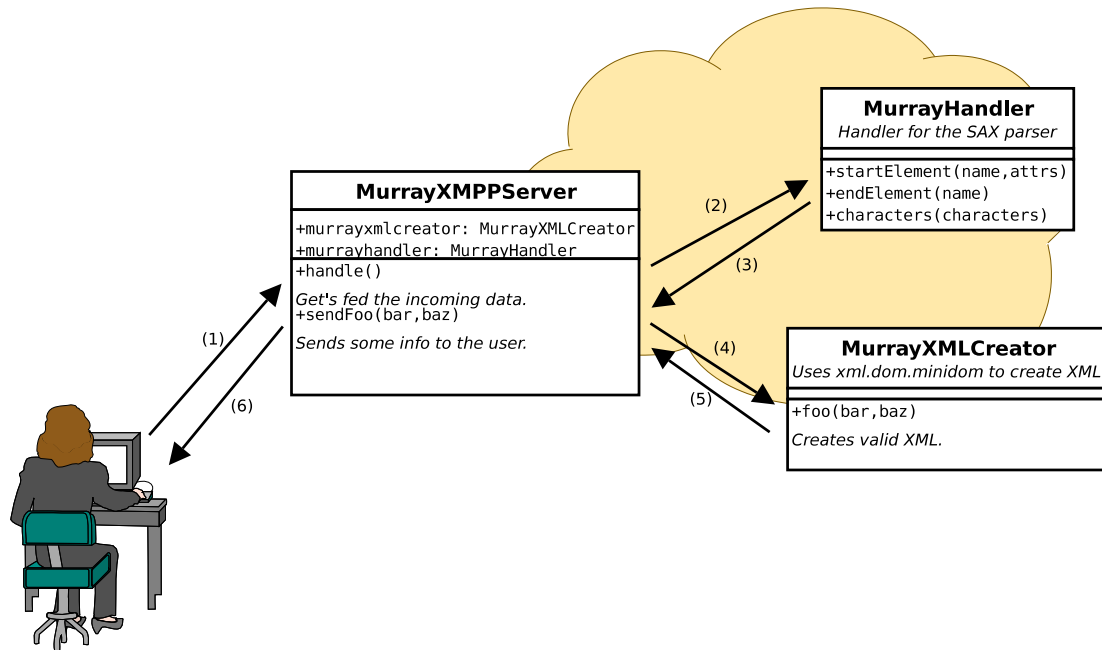 MurrayHandler
Handler for the SAX parser
+startElement(name,attrs)
+endElement(name)
+characters(characters)
MurrayXMPPServer
+murrayxmlcreator: MurrayXMLCreator
+murrayhandler: MurrayHandler
+handle()
Get's fed the incoming data.
+sendFoo(bar,baz)
Sends some info to the user.
(2)
(3)
(1)
(4)
(5)
(6)
MurrayXMLCreator
Uses xml.dom.minidom to create XML
+foo(bar,baz)
Creates valid XML.